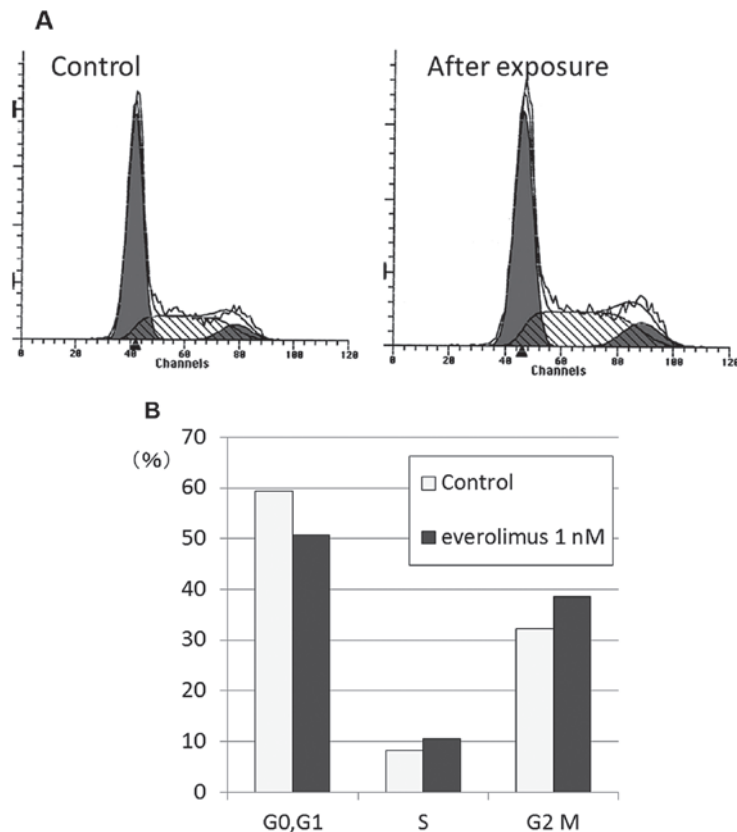 A
Control
After exposure
0 20 40 60 80 100 120
Channels
0 20 40 60 80 100 120
Channels
B
(%)
70
60
50
40
30
20
10
0
Control
everolimus 1 nM
G0,G1 S G2 M